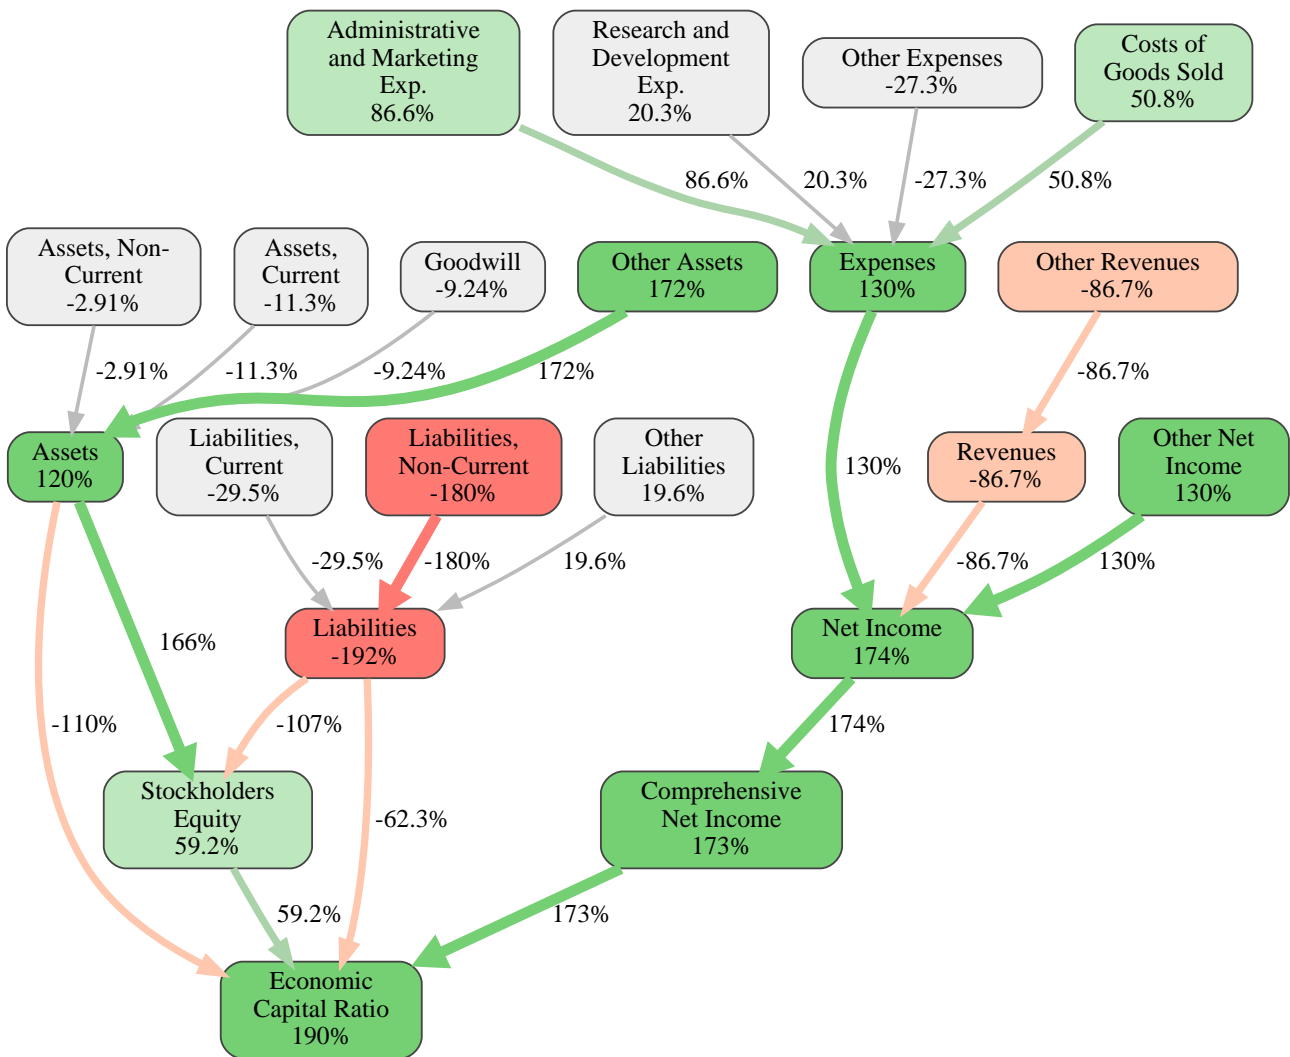 Administrative
and Marketing
Exp.
86.6%
Research and
Development
Exp.
20.3%
Other Expenses
-27.3%
Costs of
Goods Sold
50.8%
86.6%
20.3%
-27.3%
50.8%
Assets, Non-
Current
-2.91%
Assets,
Current
-11.3%
Goodwill
-9.24%
Other Assets
172%
Expenses
130%
Other Revenues
-86.7%
-2.91%
-11.3%
-9.24%
172%
-86.7%
Assets
120%
Liabilities,
Current
-29.5%
Liabilities,
Non-Current
-180%
Other
Liabilities
19.6%
130%
Revenues
-86.7%
Other Net
Income
130%
-29.5%
-180%
19.6%
-86.7%
130%
166%
Liabilities
-192%
Net Income
174%
-110%
-107%
174%
Stockholders
Equity
59.2%
-62.3%
Comprehensive
Net Income
173%
59.2%
173%
Economic
Capital Ratio
190%